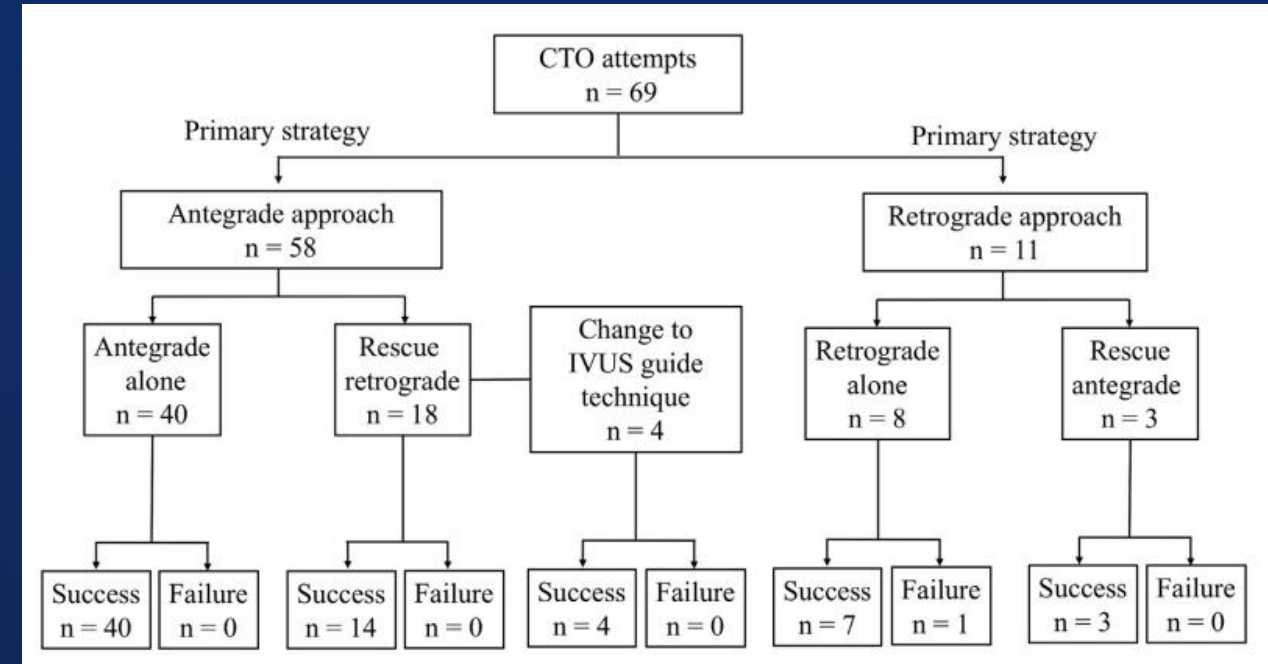 CTO attempts
n = 69
Primary strategy
Primary strategy
Antegrade approach
n = 58
Retrograde approach
n = 11
Antegrade
alone
n = 40
Rescue
retrograde
n = 18
Change to
IVUS guide
technique
n = 4
Retrograde
alone
n = 8
Rescue
antegrade
n = 3
Success
n = 40
Failure
n = 0
Success
n = 14
Failure
n = 0
Success
n = 4
Failure
n = 0
Success
n = 7
Failure
n = 1
Success
n = 3
Failure
n = 0